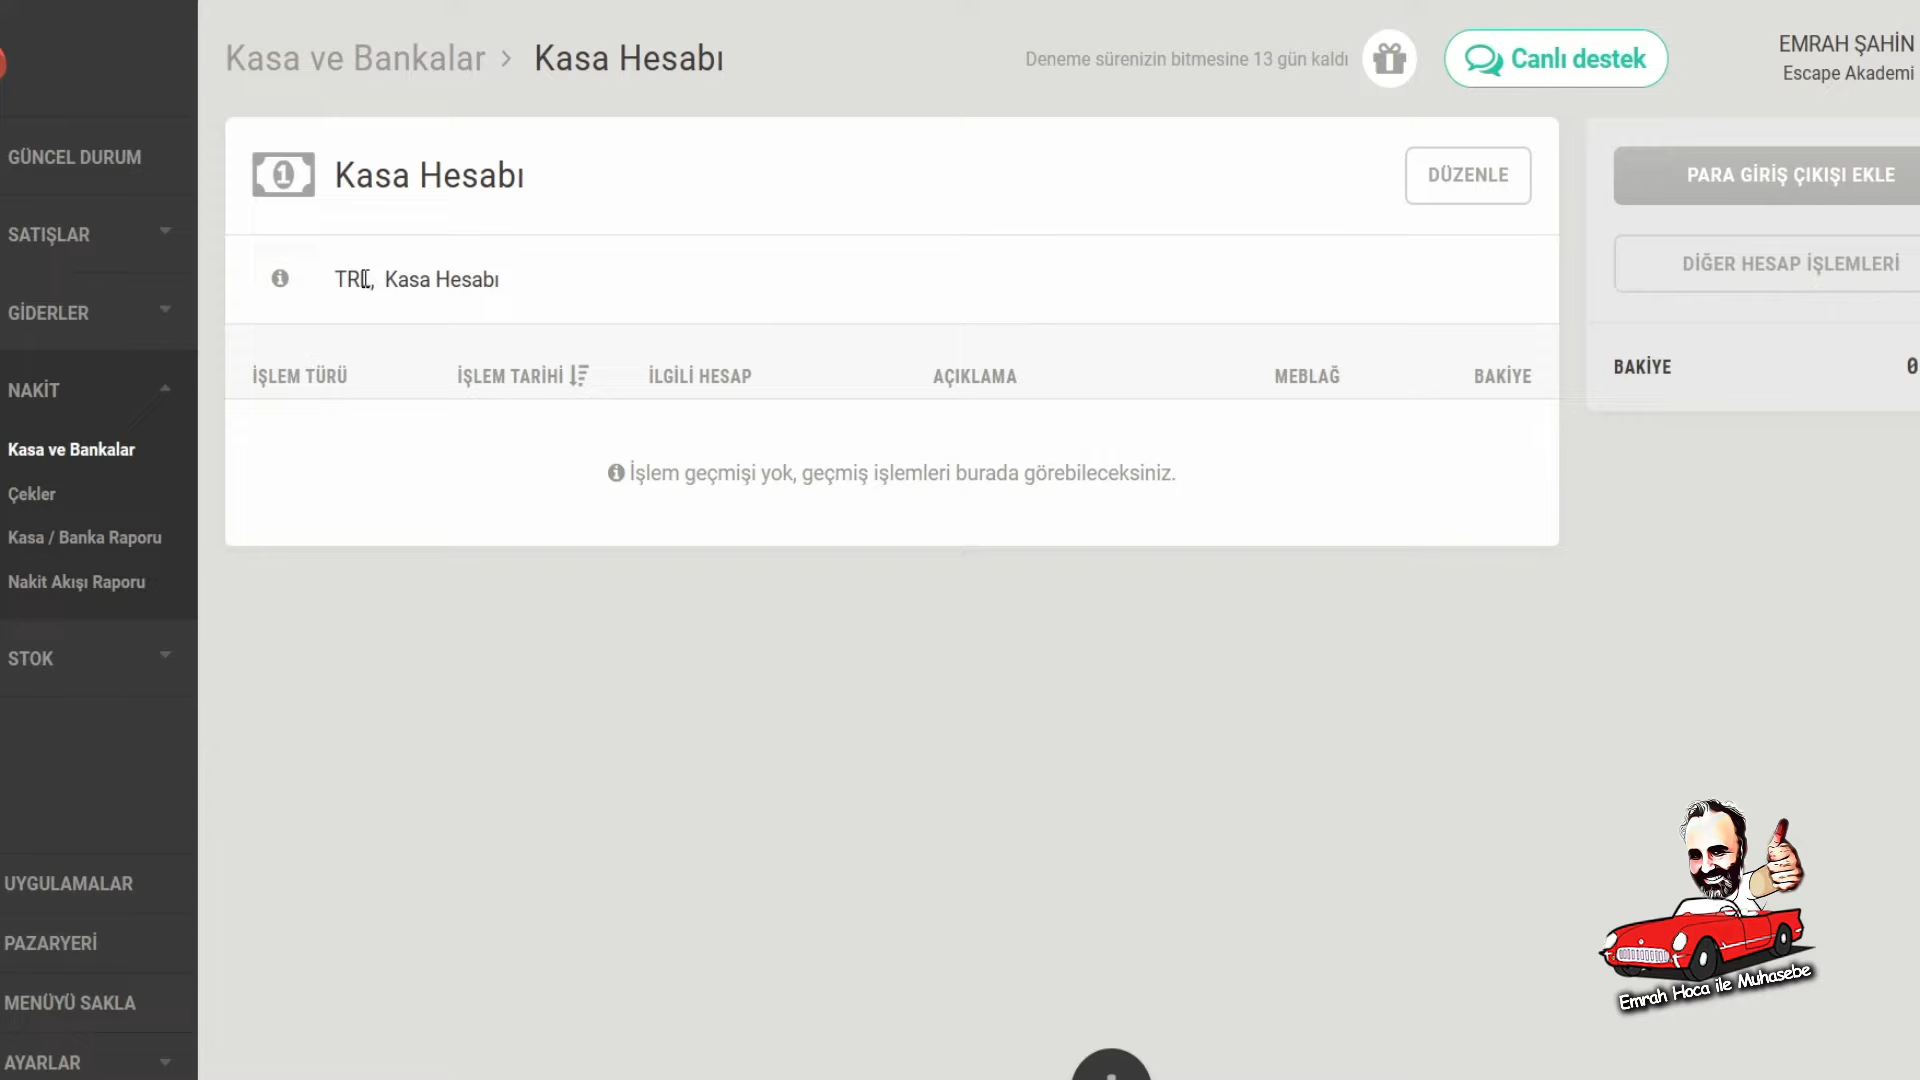 Kasa ve Bankalar > Kasa Hesabı
Deneme sürenizin bitmesine 13 gün kaldı
Canlı destek
EMRAH ŞAHİN
Escape Akademi
GÜNCEL DURUM
SATIŞLAR
GİDERLER
NAKİT
Kasa ve Bankalar
Çekler
Kasa / Banka Raporu
Nakit Akışı Raporu
STOK
UYGULAMALAR
PAZARYERİ
MENÜYÜ SAKLA
AYARLAR
1 Kasa Hesabı
DÜZENLE
TRL, Kasa Hesabı
İŞLEM TÜRÜ İŞLEM TARİHİ İLGİLİ HESAP AÇIKLAMA MEBLAĞ BAKİYE
İşlem geçmişi yok, geçmiş işlemleri burada görebileceksiniz.
PARA GİRİŞ ÇIKIŞI EKLE
DİĞER HESAP İŞLEMLERİ
BAKİYE 0
Emrah Hoca ile Muhasebe